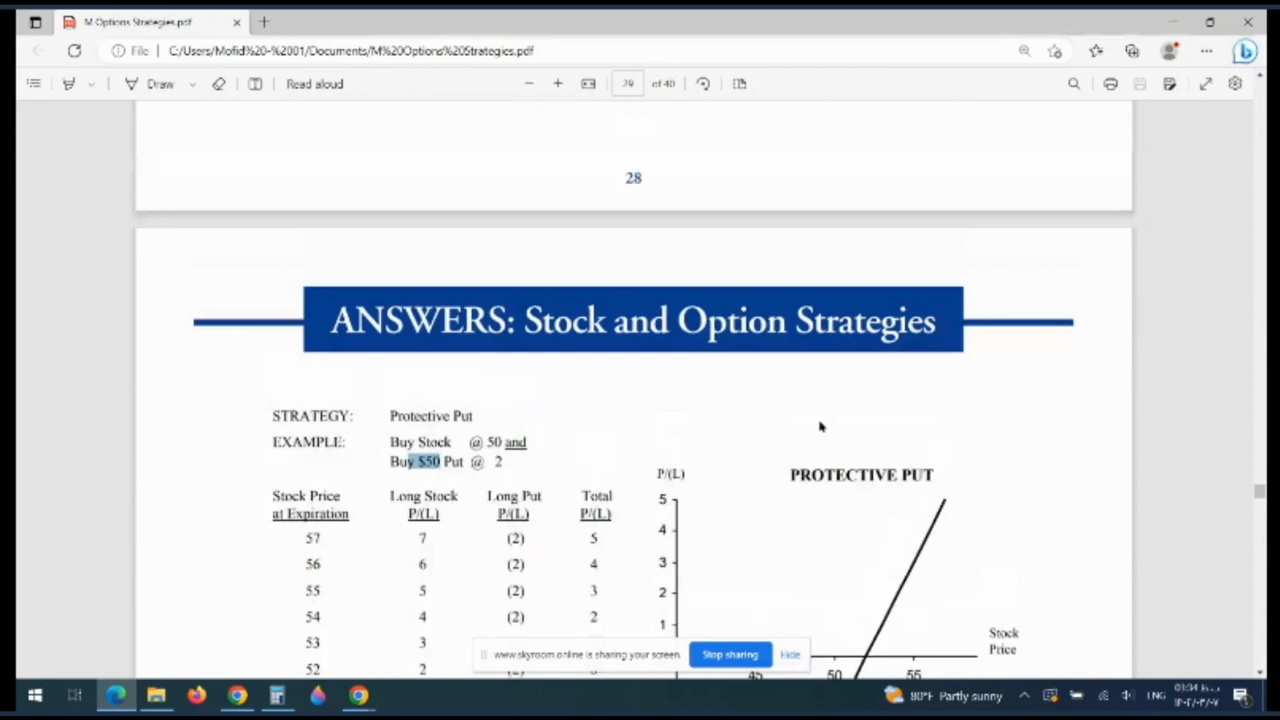 M Options Strategies.pdf
File
C:/Users/Mofid%20-%2001/Documents/M%20Options%20Strategies.pdf
Draw
Read aloud
29 of 40
28
ANSWERS: Stock and Option Strategies
STRATEGY: Protective Put
EXAMPLE: Buy Stock @ 50 and
Buy $50 Put @ 2
Stock Price at Expiration
Long Stock P/(L)
Long Put P/(L)
Total P/(L)
57 7 (2) 5
56 6 (2) 4
55 5 (2) 3
54 4 (2) 2
53 3
52 2
P/(L)
PROTECTIVE PUT
5
4
3
2
1
Stock
Price
45 50 55
www.skyroom.online is sharing your screen.
Stop sharing
Hide
80°F Partly sunny
ENG